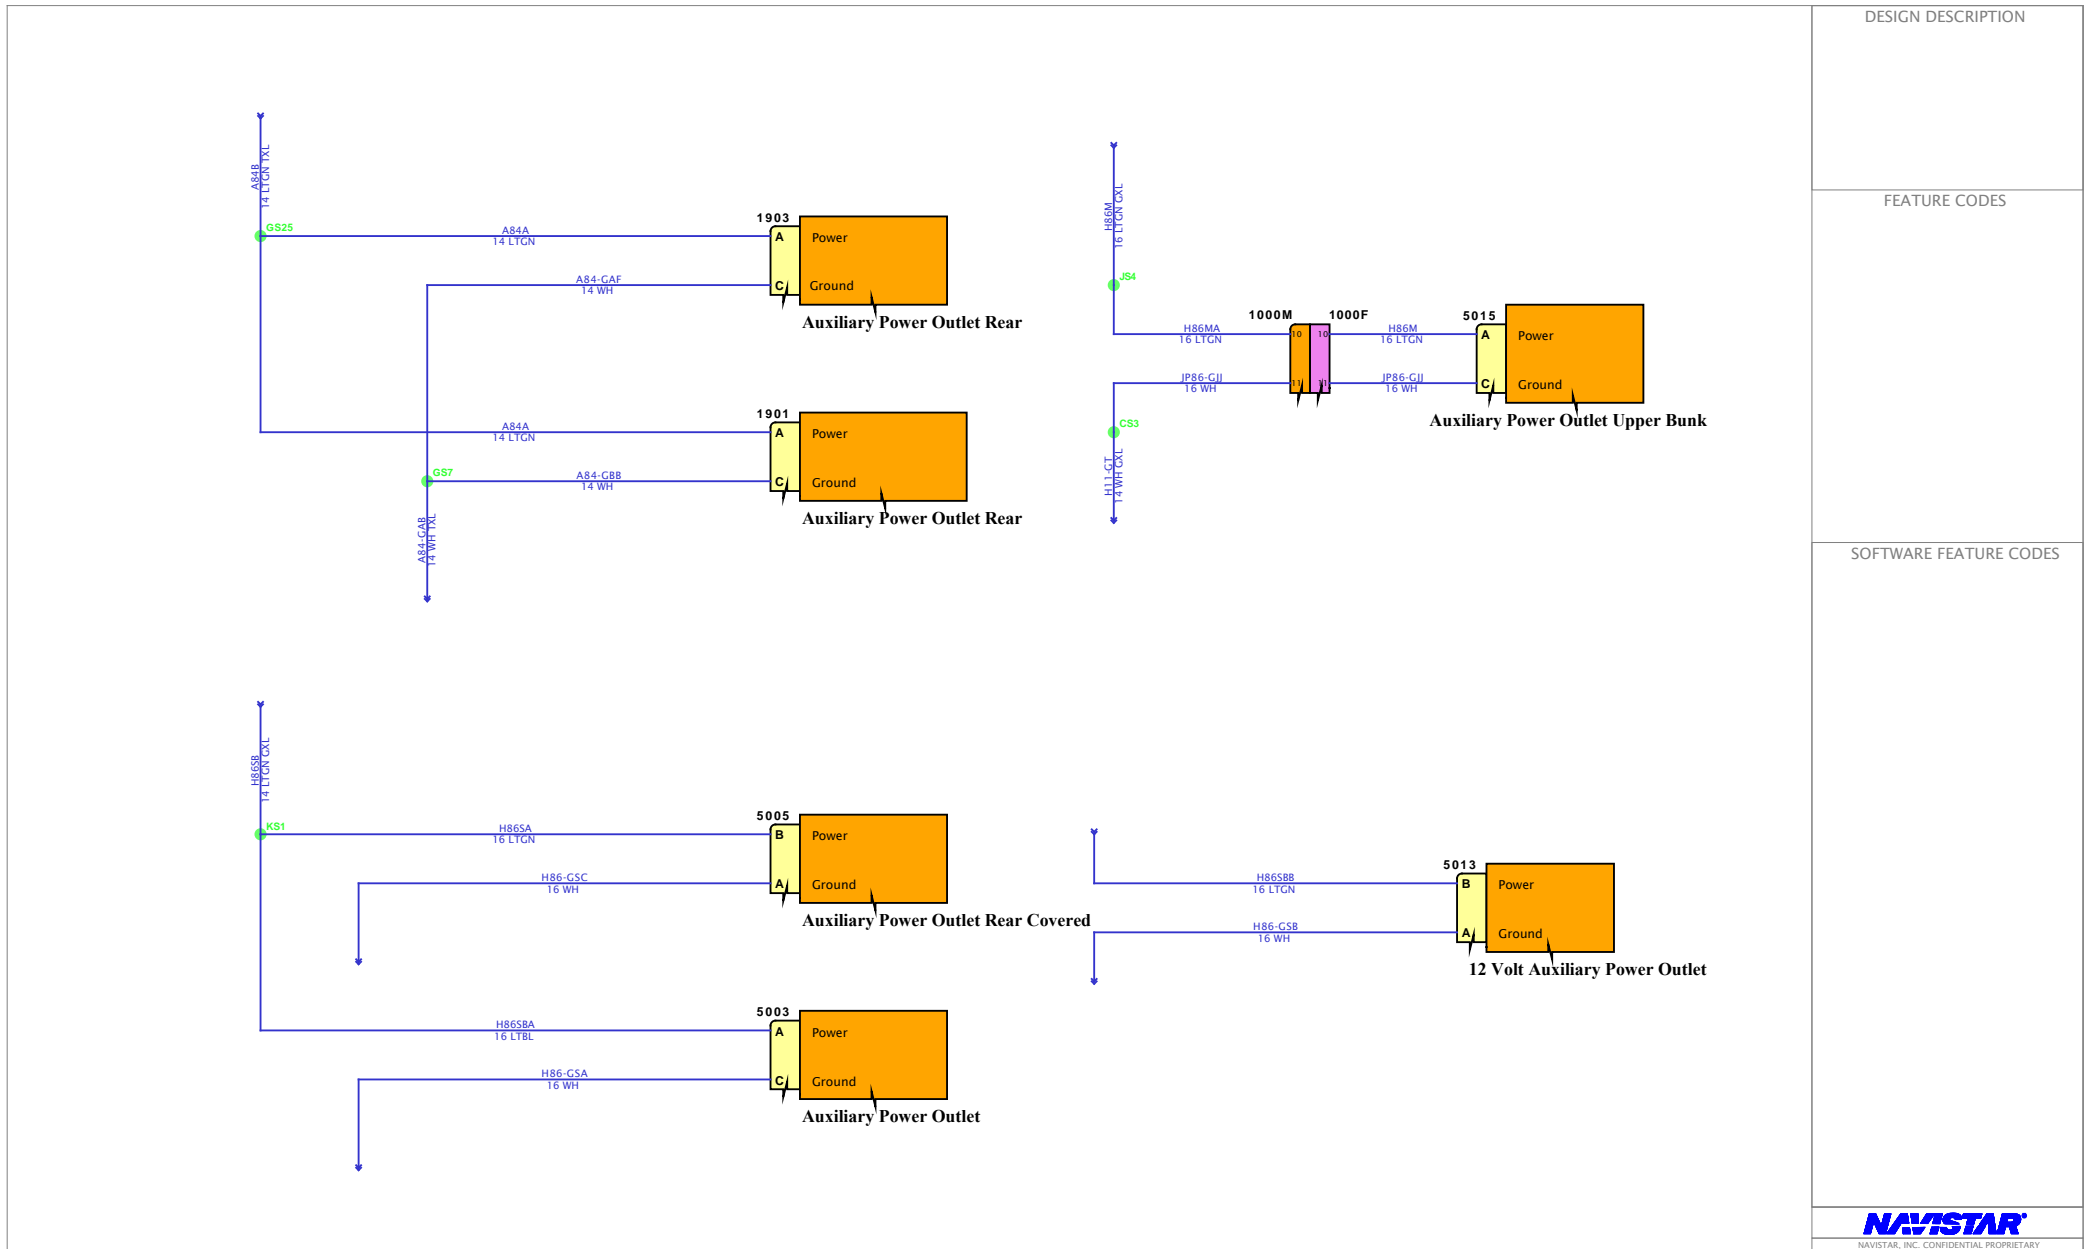 DESIGN DESCRIPTION
FEATURE CODES
SOFTWARE FEATURE CODES
A84B
14 LTGN TXL
GS25
A84A
14 LTGN
1903
A
Power
A84-GAF
14 WH
C
Ground
Auxiliary Power Outlet Rear
A84A
14 LTGN
1901
A
Power
GS7
A84-GBB
14 WH
C
Ground
Auxiliary Power Outlet Rear
A84-GAB
14 WH TXL
H86M
16 LTGN GXL
JS4
H86MA
16 LTGN
1000M
1000F
10
10
H86M
16 LTGN
5015
A
Power
JP86-GJJ
16 WH
11
11
JP86-GJJ
16 WH
C
Ground
Auxiliary Power Outlet Upper Bunk
CS3
H11-GT
14 WH GXL
H86SB
14 LTGN GXL
KS1
H86SA
16 LTGN
5005
B
Power
H86-GSC
16 WH
A
Ground
Auxiliary Power Outlet Rear Covered
H86SBA
16 LTBL
5003
A
Power
H86-GSA
16 WH
C
Ground
Auxiliary Power Outlet
H86SBB
16 LTGN
5013
B
Power
H86-GSB
16 WH
A
Ground
12 Volt Auxiliary Power Outlet
NAVISTAR
NAVISTAR, INC. CONFIDENTIAL PROPRIETARY